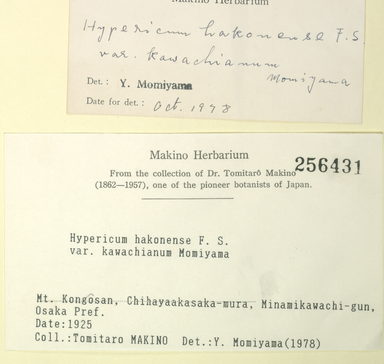 Makino Herbarium
Hypericum hakonense F. S.
var. kawachianum
Momiyama
Det.: Y. Momiyama
Date for det.: Oct. 1978
Makino Herbarium
256431
From the collection of Dr. Tomitarō Makino
(1862—1957), one of the pioneer botanists of Japan.
Hypericum hakonense F. S.
var. kawachianum Momiyama
Mt. Kongōsan, Chihayaakasaka-mura, Minamikawachi-gun,
Osaka Pref.
Date:1925
Coll.:Tomitaro MAKINO Det.:Y. Momiyama(1978)